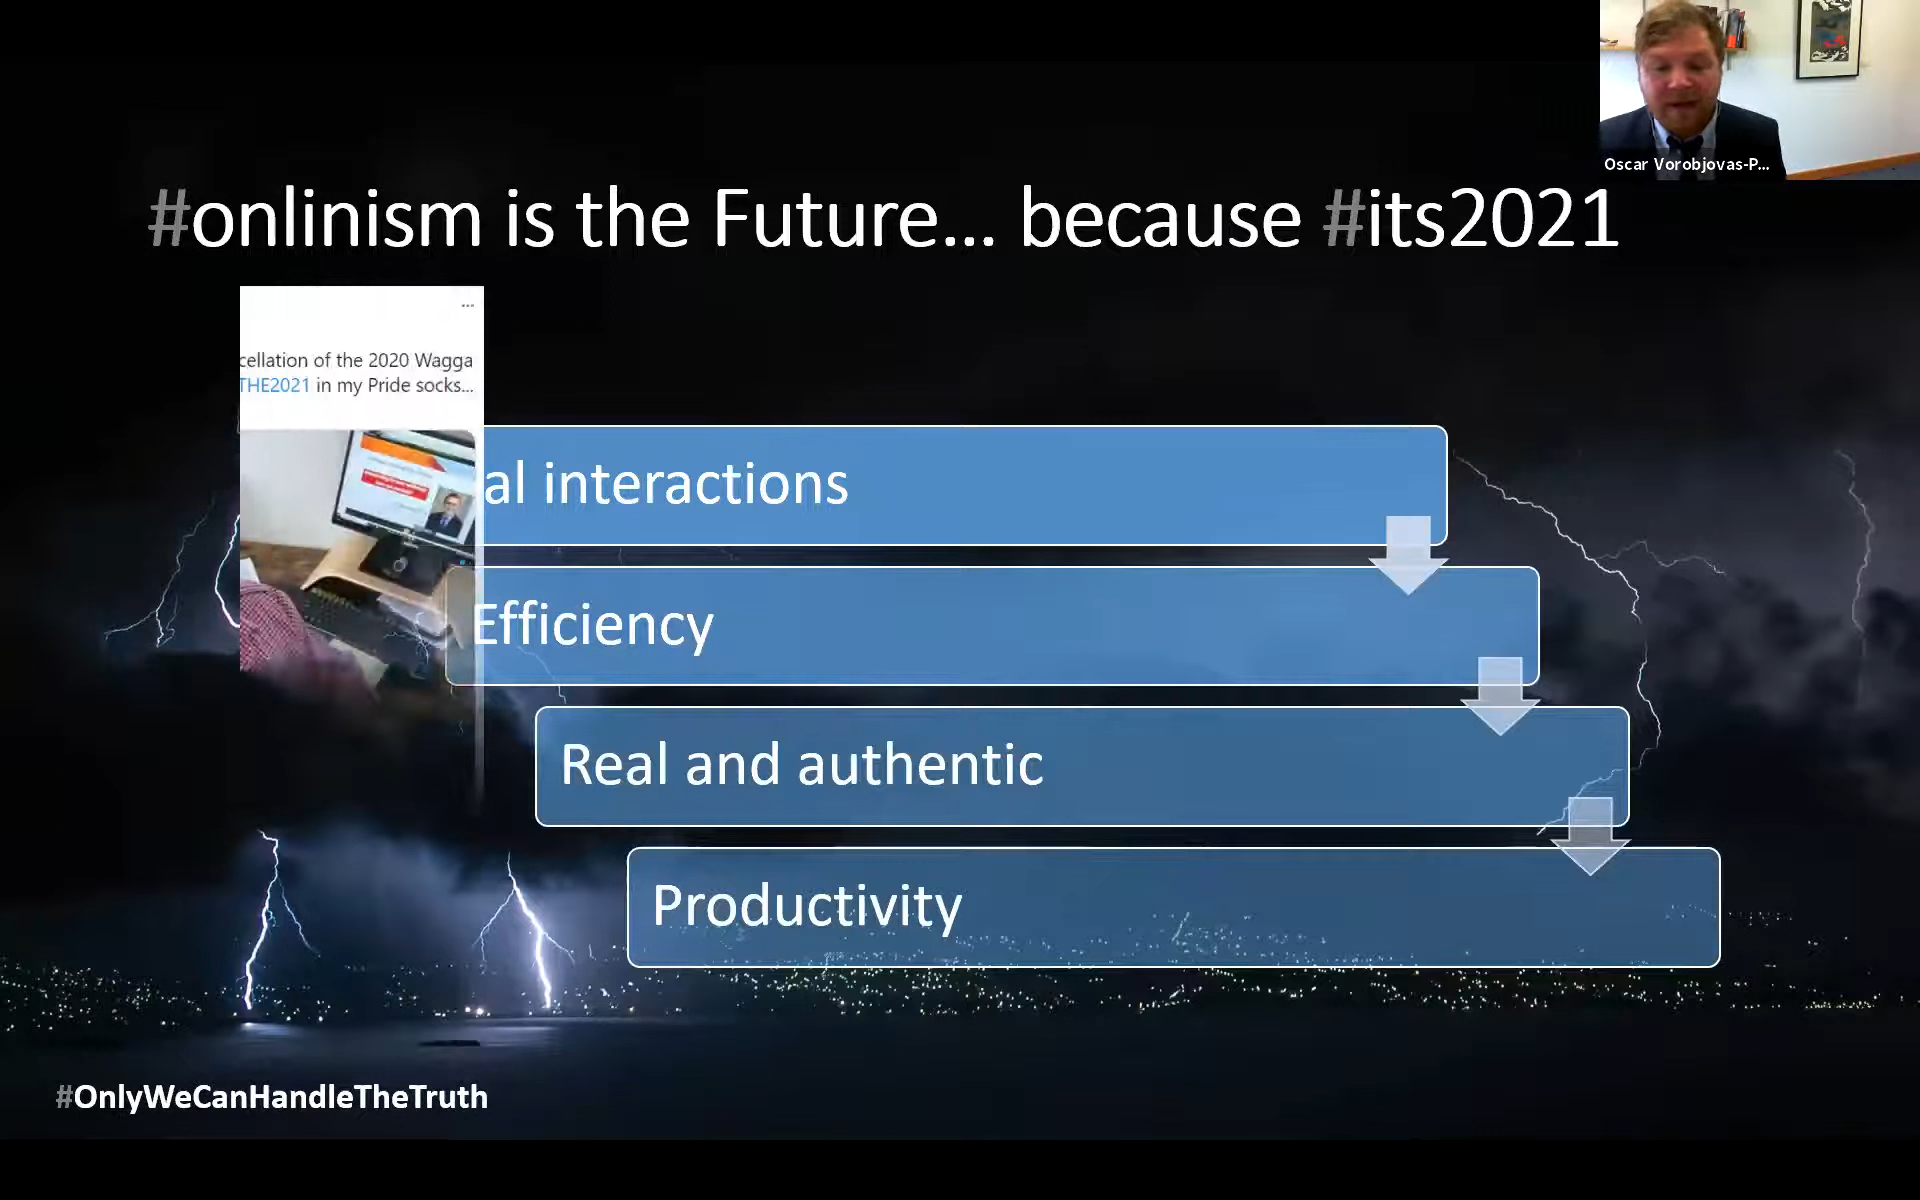 Oscar Vorobjovas-P...
#onlinism is the Future... because #its2021
...
cellation of the 2020 Wagga
THE2021 in my Pride socks...
al interactions
Efficiency
Real and authentic
Productivity
#OnlyWeCanHandleTheTruth